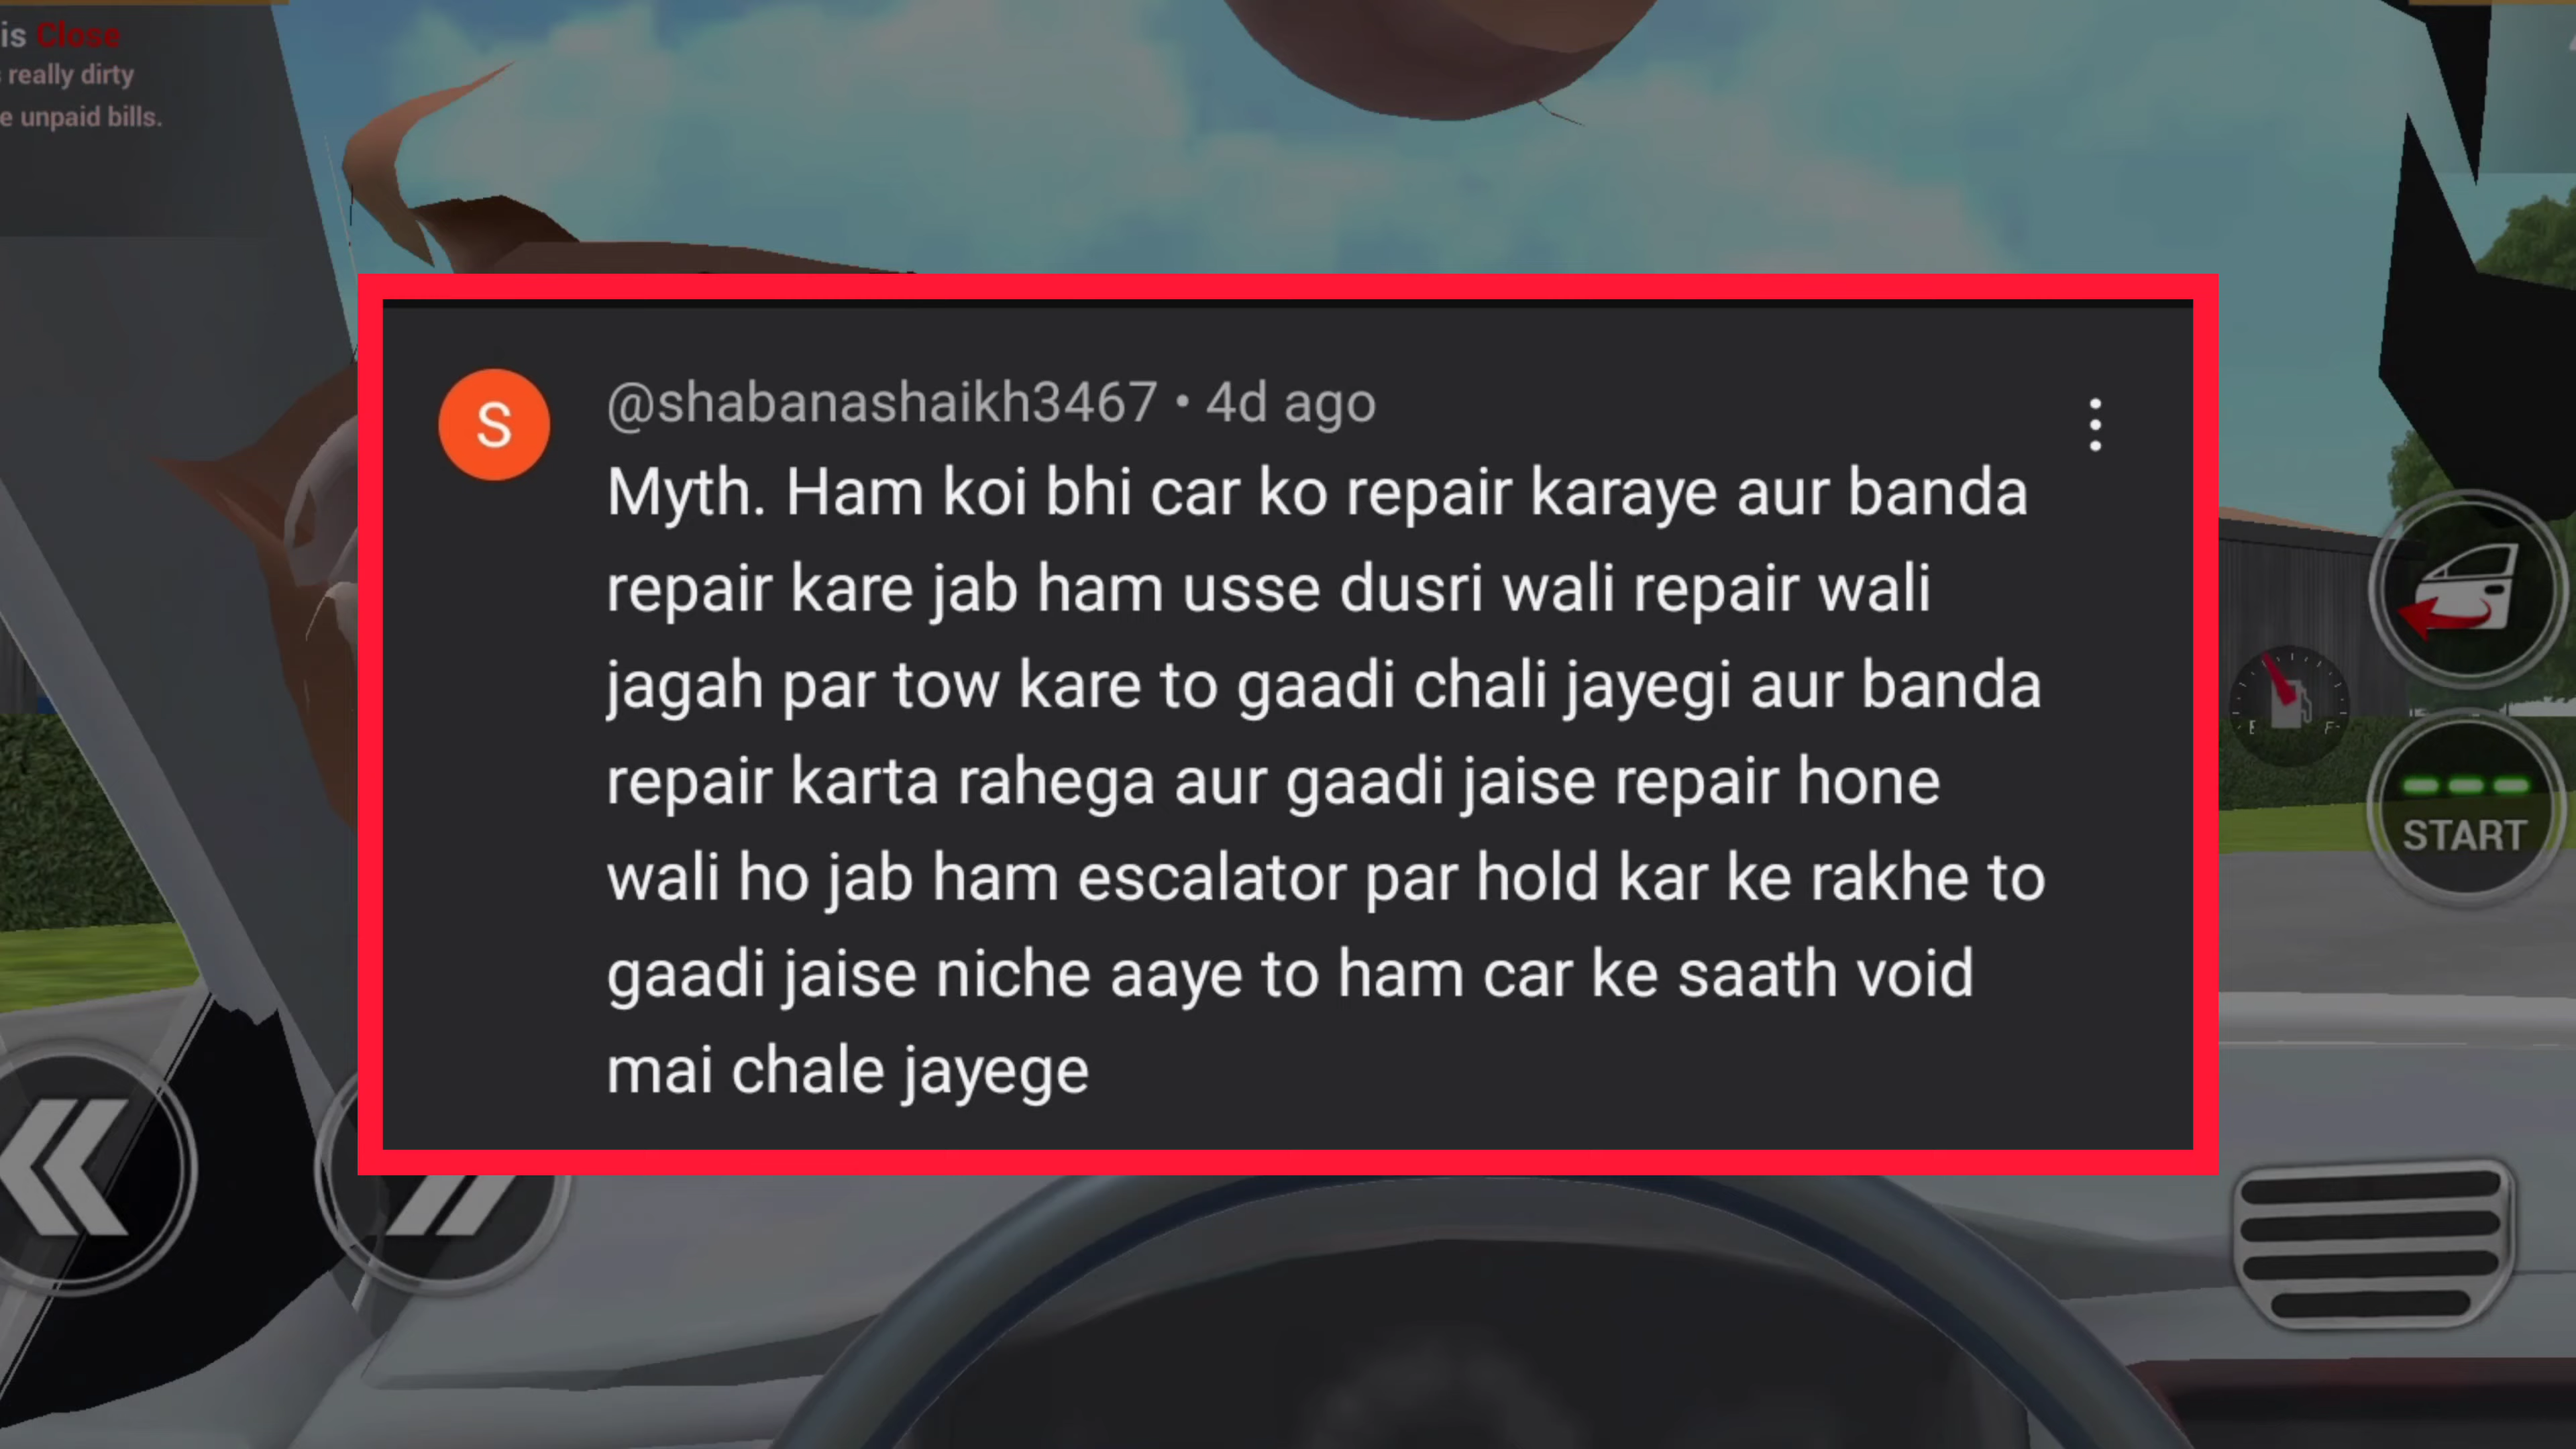 is Close
really dirty
e unpaid bills.
S
@shabanashaikh3467 • 4d ago
Myth. Ham koi bhi car ko repair karaye aur banda
repair kare jab ham usse dusri wali repair wali
jagah par tow kare to gaadi chali jayegi aur banda
repair karta rahega aur gaadi jaise repair hone
wali ho jab ham escalator par hold kar ke rakhe to
gaadi jaise niche aaye to ham car ke saath void
mai chale jayege
E F
START